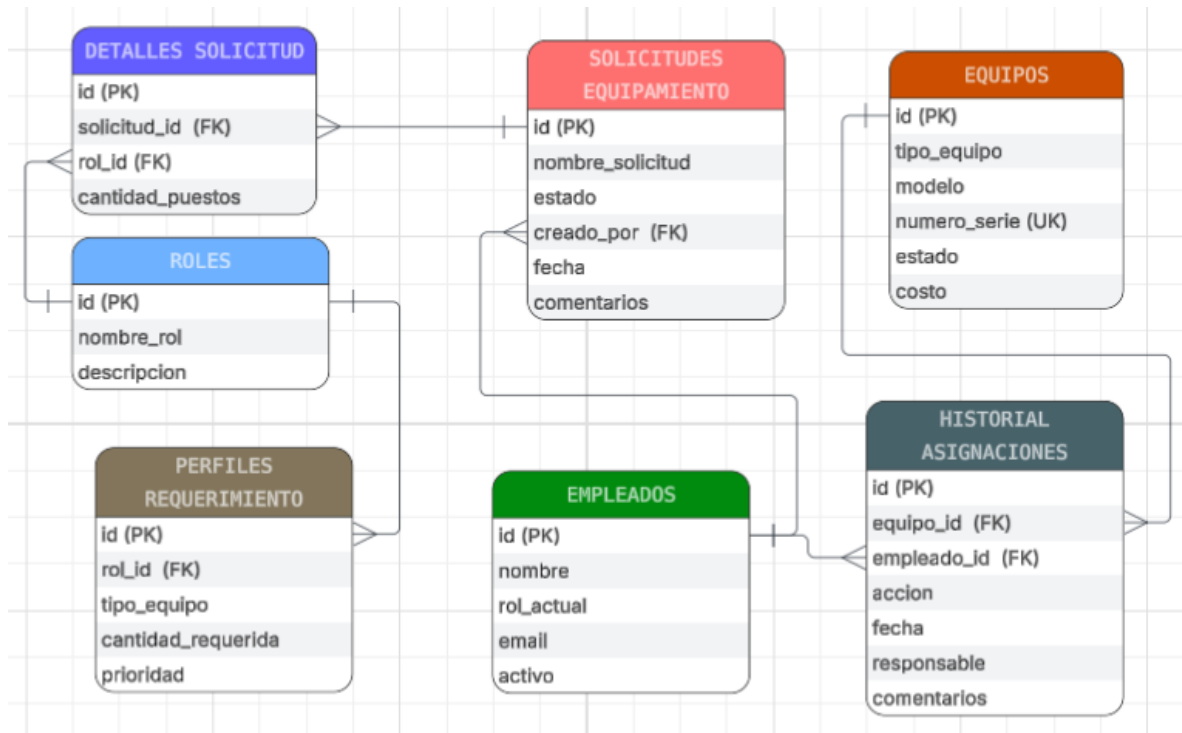 DETALLES SOLICITUD
id (PK)
solicitud_id (FK)
rol_id (FK)
cantidad_puestos
ROLES
id (PK)
nombre_rol
descripcion
PERFILES
REQUERIMIENTO
id (PK)
rol_id (FK)
tipo_equipo
cantidad_requerida
prioridad
SOLICITUDES
EQUIPAMIENTO
id (PK)
nombre_solicitud
estado
creado_por (FK)
fecha
comentarios
EMPLEADOS
id (PK)
nombre
rol_actual
email
activo
EQUIPOS
id (PK)
tipo_equipo
modelo
numero_serie (UK)
estado
costo
HISTORIAL
ASIGNACIONES
id (PK)
equipo_id (FK)
empleado_id (FK)
accion
fecha
responsable
comentarios